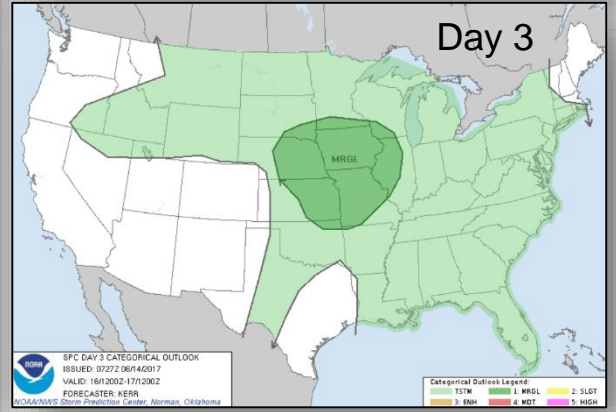 Day 3
MRGL
NOAA
SPC DAY 3 CATEGORICAL OUTLOOK
ISSUED: 0727Z 06/14/2017
VALID: 16/1200Z-17/1200Z
FORECASTER: KERR
NOAA/NWS Storm Prediction Center, Norman, Oklahoma
Categorical Outlook Legend:
TSTM 1: MRGL 2: SLGT
3: ENH 4: MDT 5: HIGH